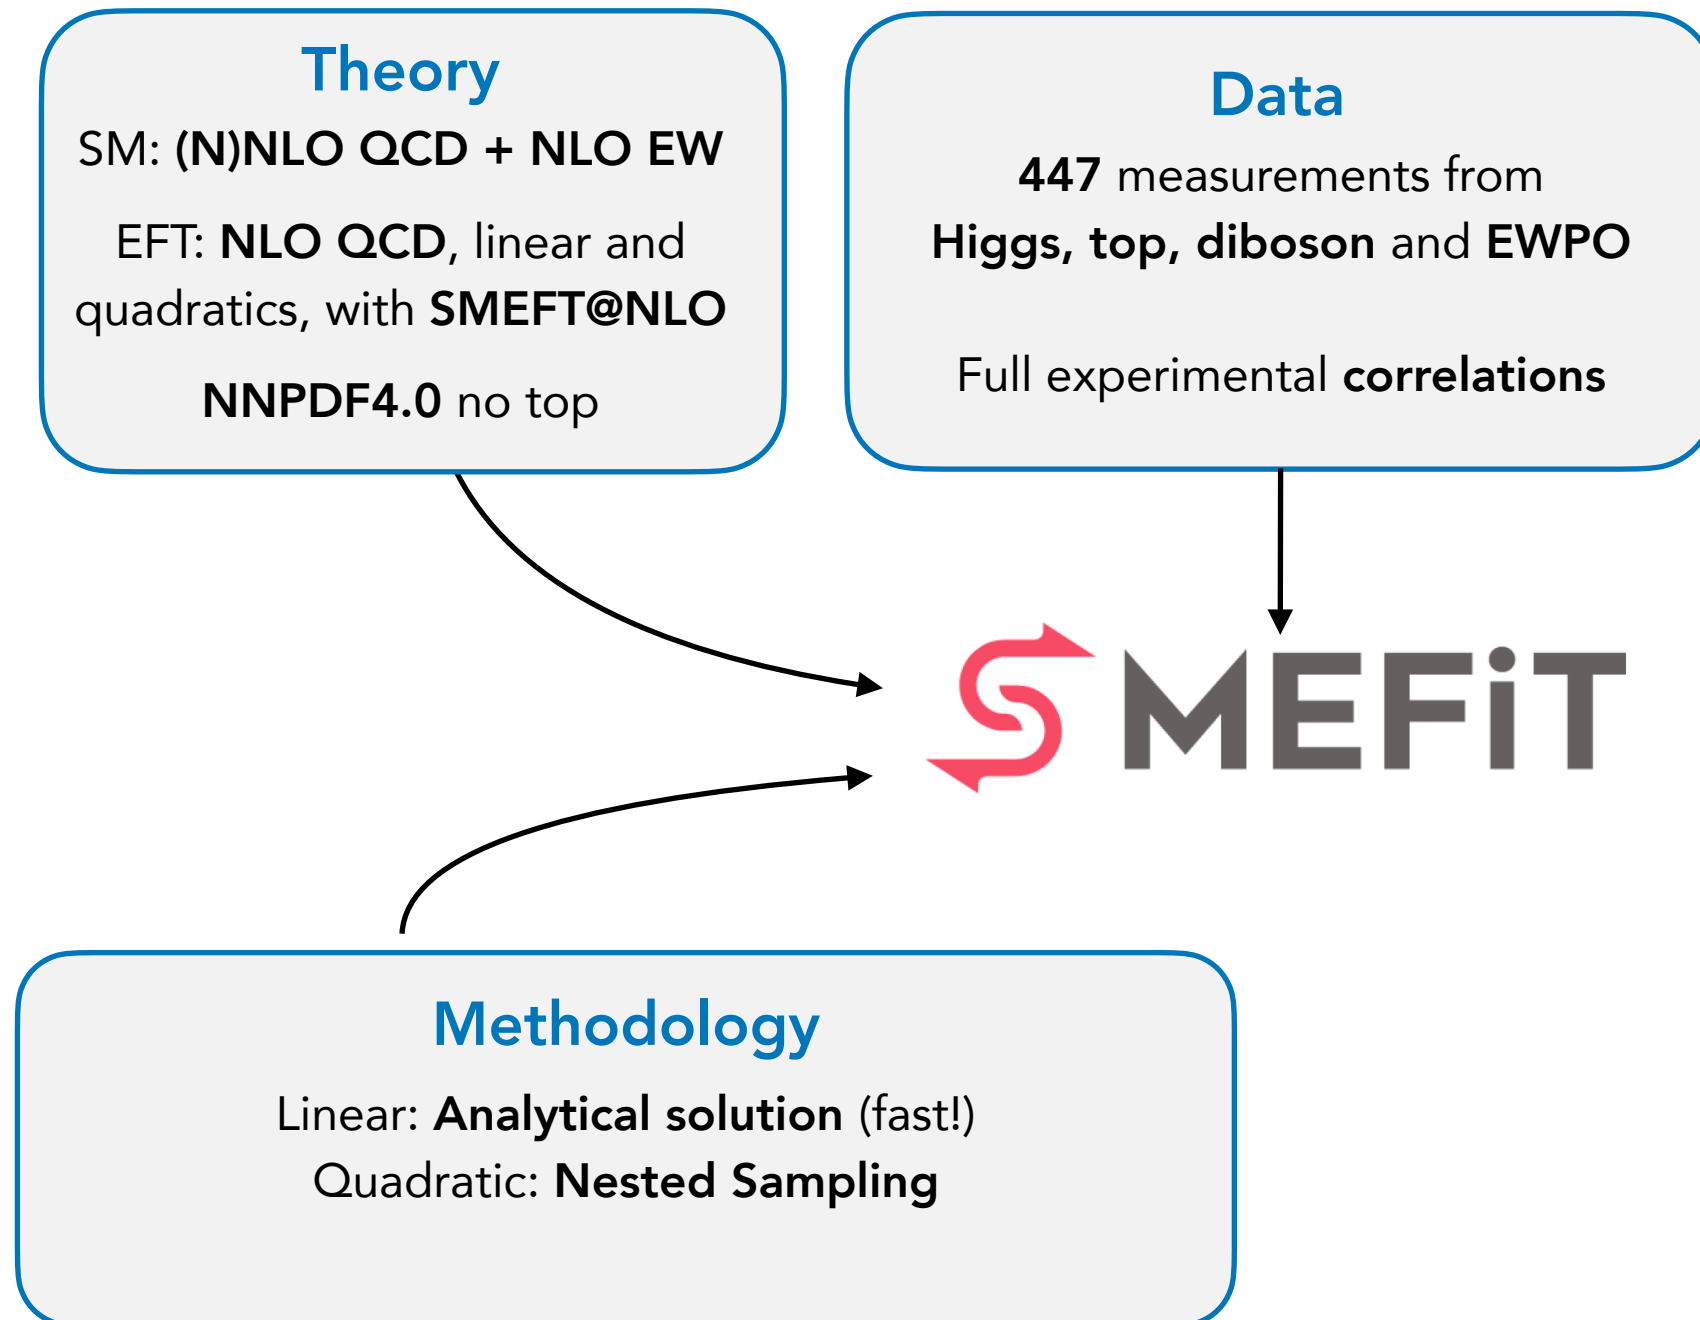 Theory
SM: (N)NLO QCD + NLO EW
EFT: NLO QCD, linear and
quadratics, with SMEFT@NLO
NNPDF4.0 no top
Data
447 measurements from
Higgs, top, diboson and EWPO
Full experimental correlations
SMEFiT
Methodology
Linear: Analytical solution (fast!)
Quadratic: Nested Sampling